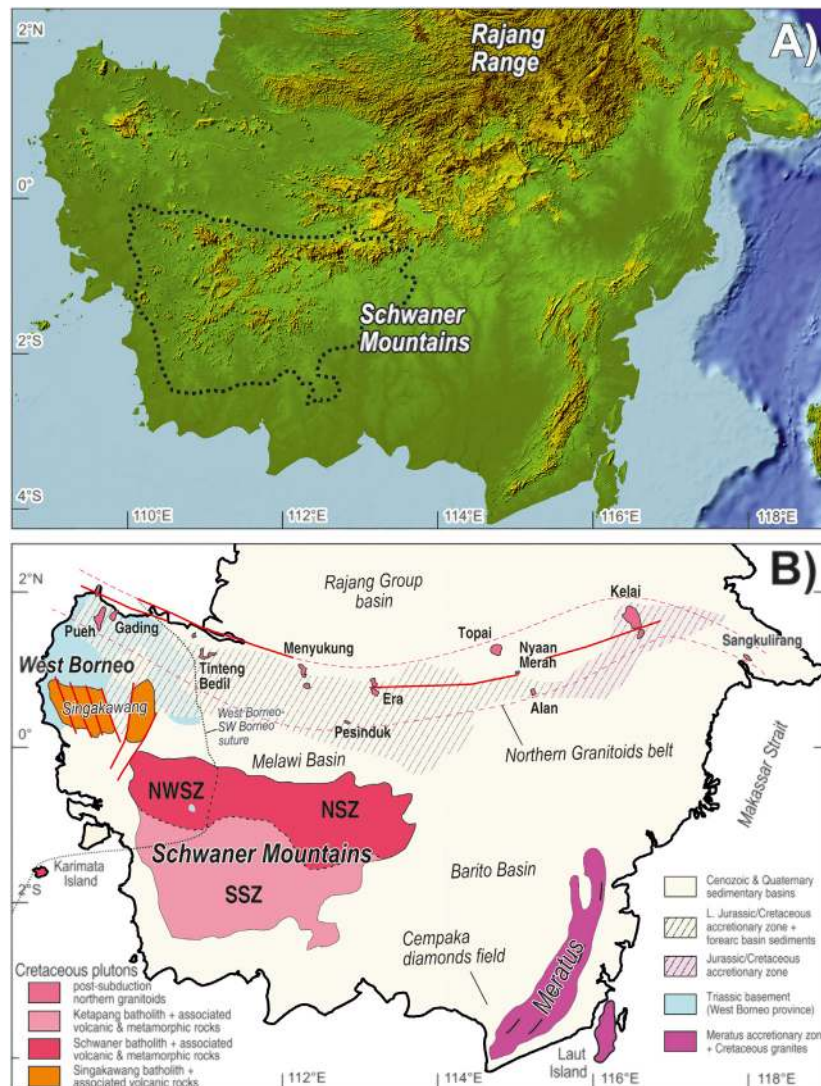 A)
Rajang
Range
2°N
0°
Schwaner
Mountains
2°S
4°S
110°E
112°E
114°E
116°E
118°E
B)
2°N
Rajang Group
basin
Kelai
Pueh
Gading
Topai
Menyukung
Nyaan
Merah
Sangkulirang
West Borneo
Tinteng
Bedil
Era
Singakawang
Alan
West Borneo-
SW Borneo
suture
Pesinduk
0°
Northern Granitoids belt
Melawi Basin
Makassar Strait
NWSZ
NSZ
Schwaner Mountains
Karimata
Island
Barito Basin
2°S
SSZ
Cempaka
diamonds field
Meratus
Laut
Island
Cretaceous plutons
post-subduction
northern granitoids
Ketapang batholith + associated
volcanic & metamorphic rocks
Schwaner batholith + associated
volcanic & metamorphic rocks
Singakawang batholith +
associated volcanic rocks
Cenozoic & Quaternary
sedimentary basins
L. Jurassic/Cretaceous
accretionary zone +
forearc basin sediments
Jurassic/Cretaceous
accretionary zone
Triassic basement
(West Borneo province)
Meratus accretionary zon
+ Cretaceous granites
112°E
114°E
116°E
118°E